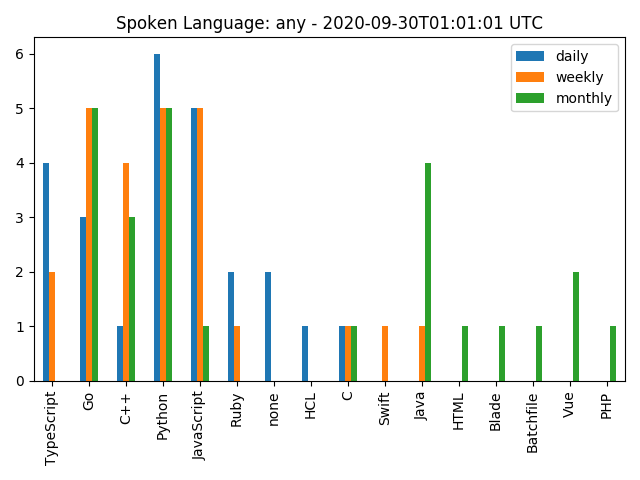 Spoken Language: any - 2020-09-30T01:01:01 UTC
daily
weekly
monthly
6
5
4
3
2
1
0
TypeScript
Go
C++
Python
JavaScript
Ruby
none
HCL
C
Swift
Java
HTML
Blade
Batchfile
Vue
PHP